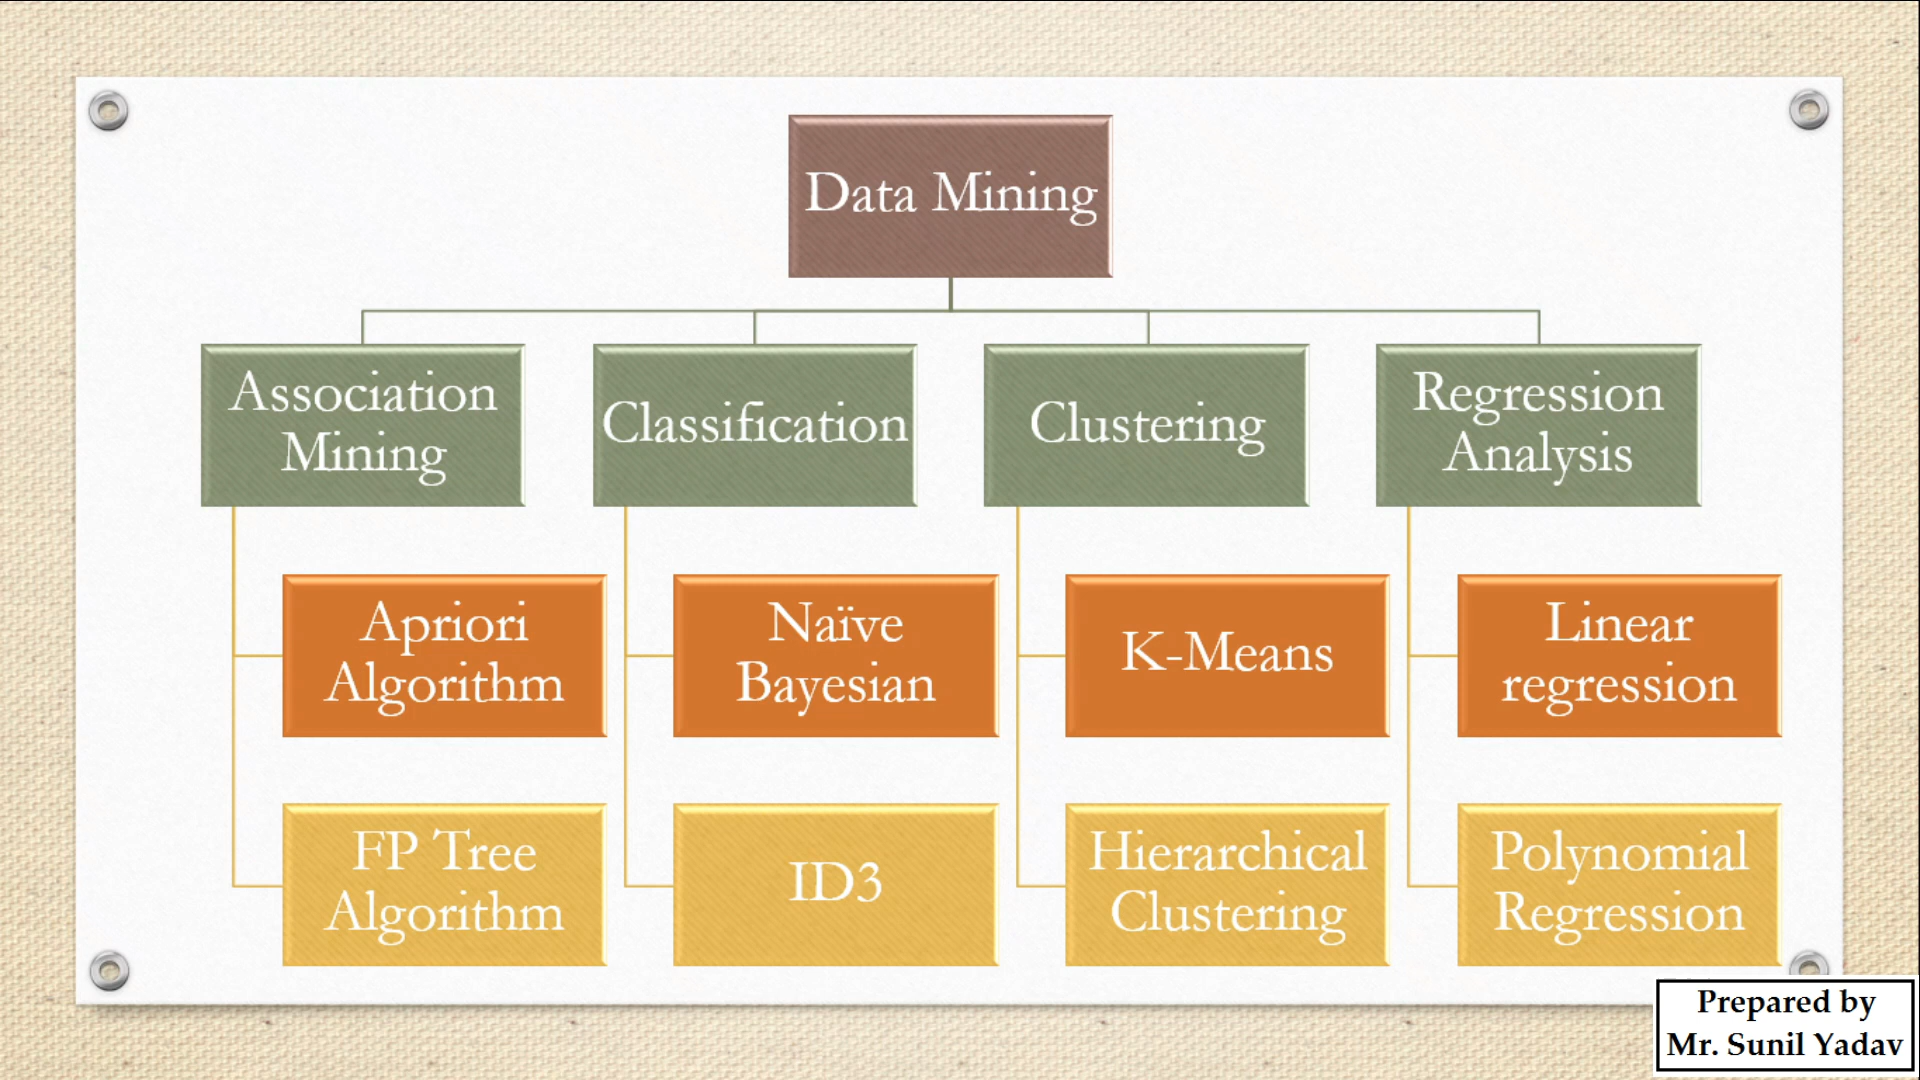 Data Mining
Association
Mining
Classification
Clustering
Regression
Analysis
Apriori
Algorithm
Naïve
Bayesian
K-Means
Linear
regression
FP Tree
Algorithm
ID3
Hierarchical
Clustering
Polynomial
Regression
Prepared by
Mr. Sunil Yadav